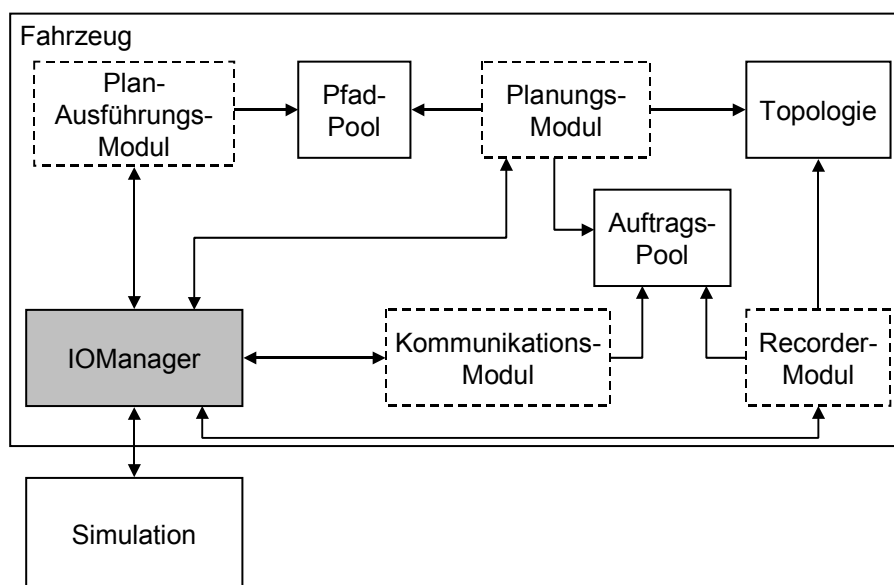 Fahrzeug
Plan-
Ausführungs-
Modul
Pfad-
Pool
Planungs-
Modul
Topologie
Auftrags-
Pool
IOManager
Kommunikations-
Modul
Recorder-
Modul
Simulation